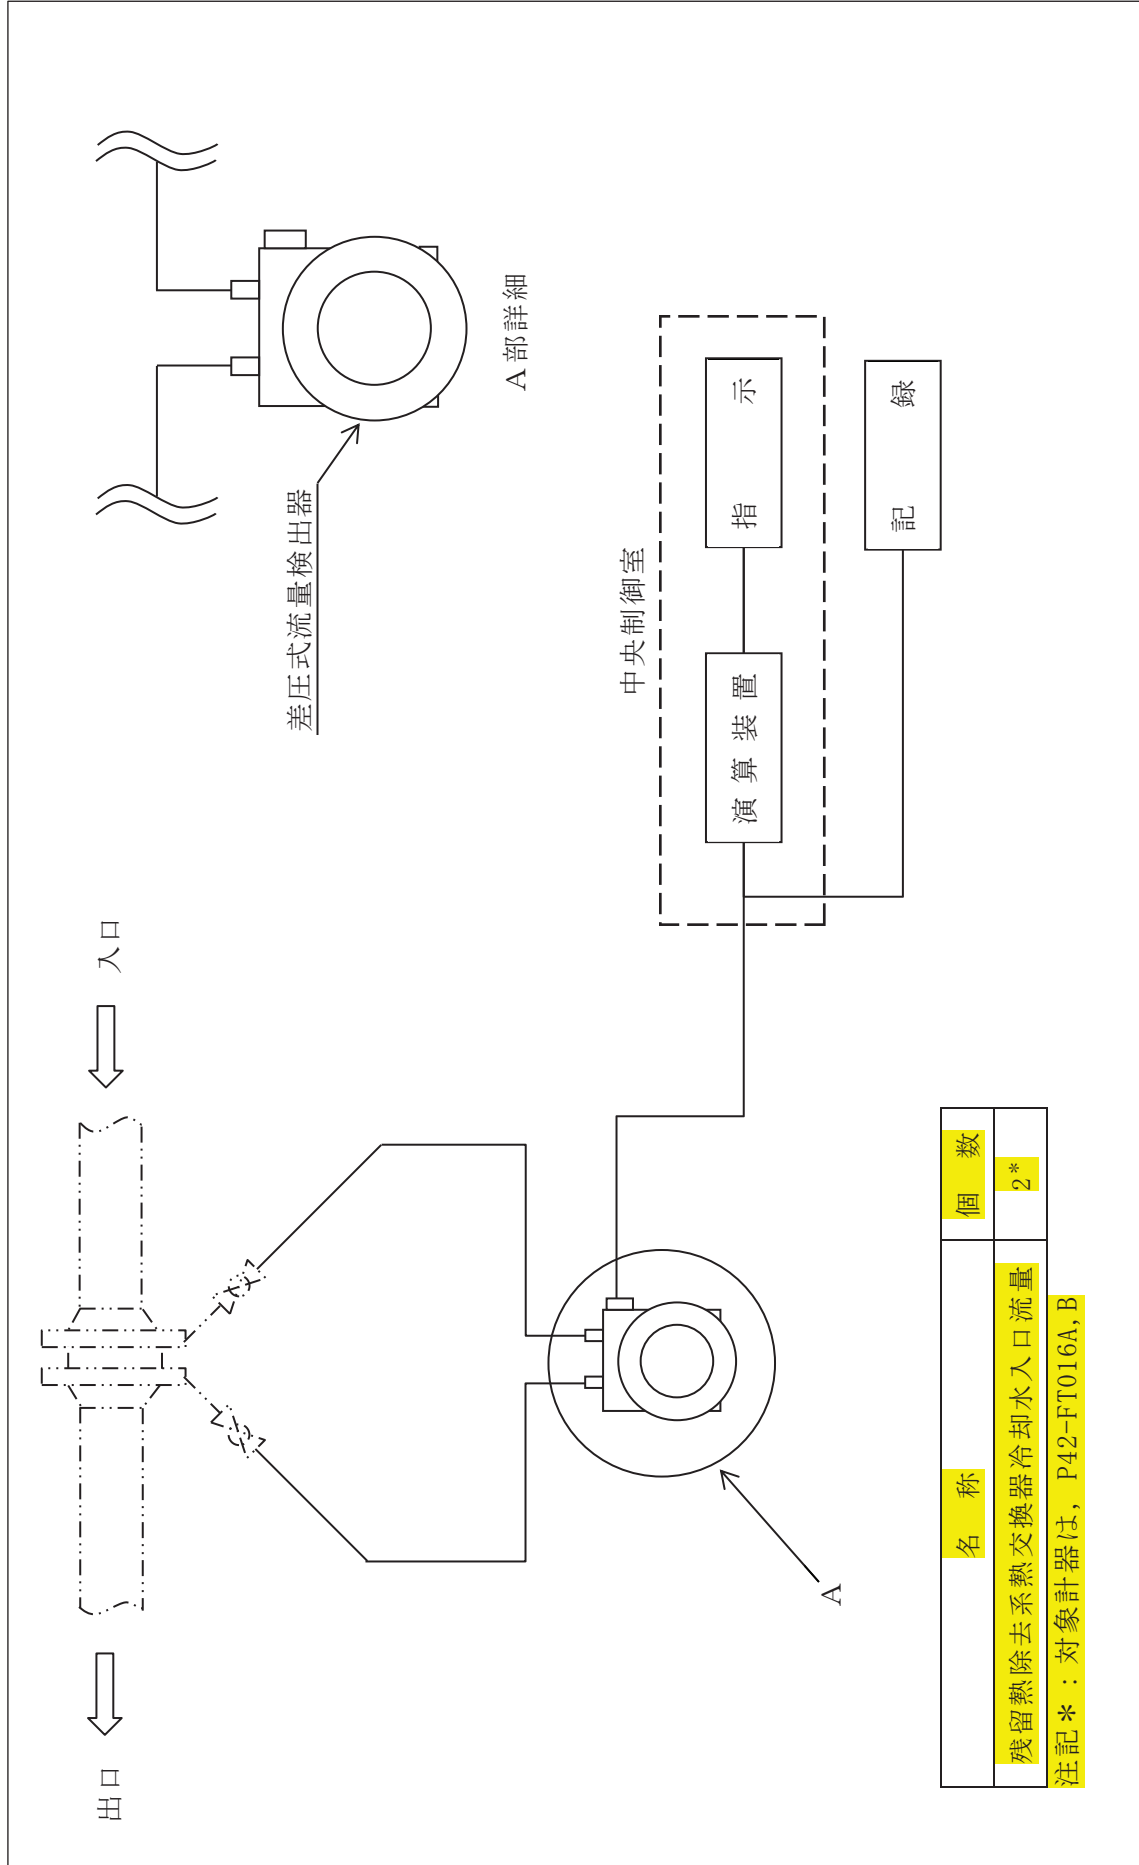 出口
入口
差圧式流量検出器
A部詳細
中央制御室
演算装置
指示
記録
A
名称
個数
残留熱除去系熱交換器冷却水入口流量
2*
注記*：対象計器は，P42-FT016A,B